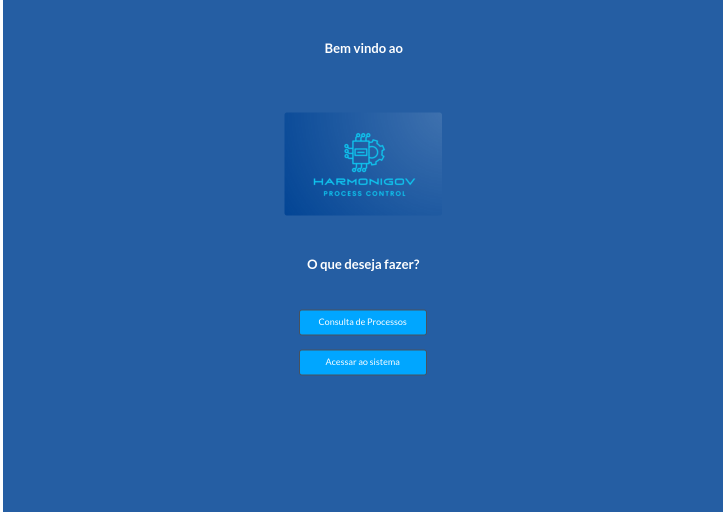 Bem vindo ao
HARMONIGOV
PROCESS CONTROL
O que deseja fazer?
Consulta de Processos
Acessar ao sistema